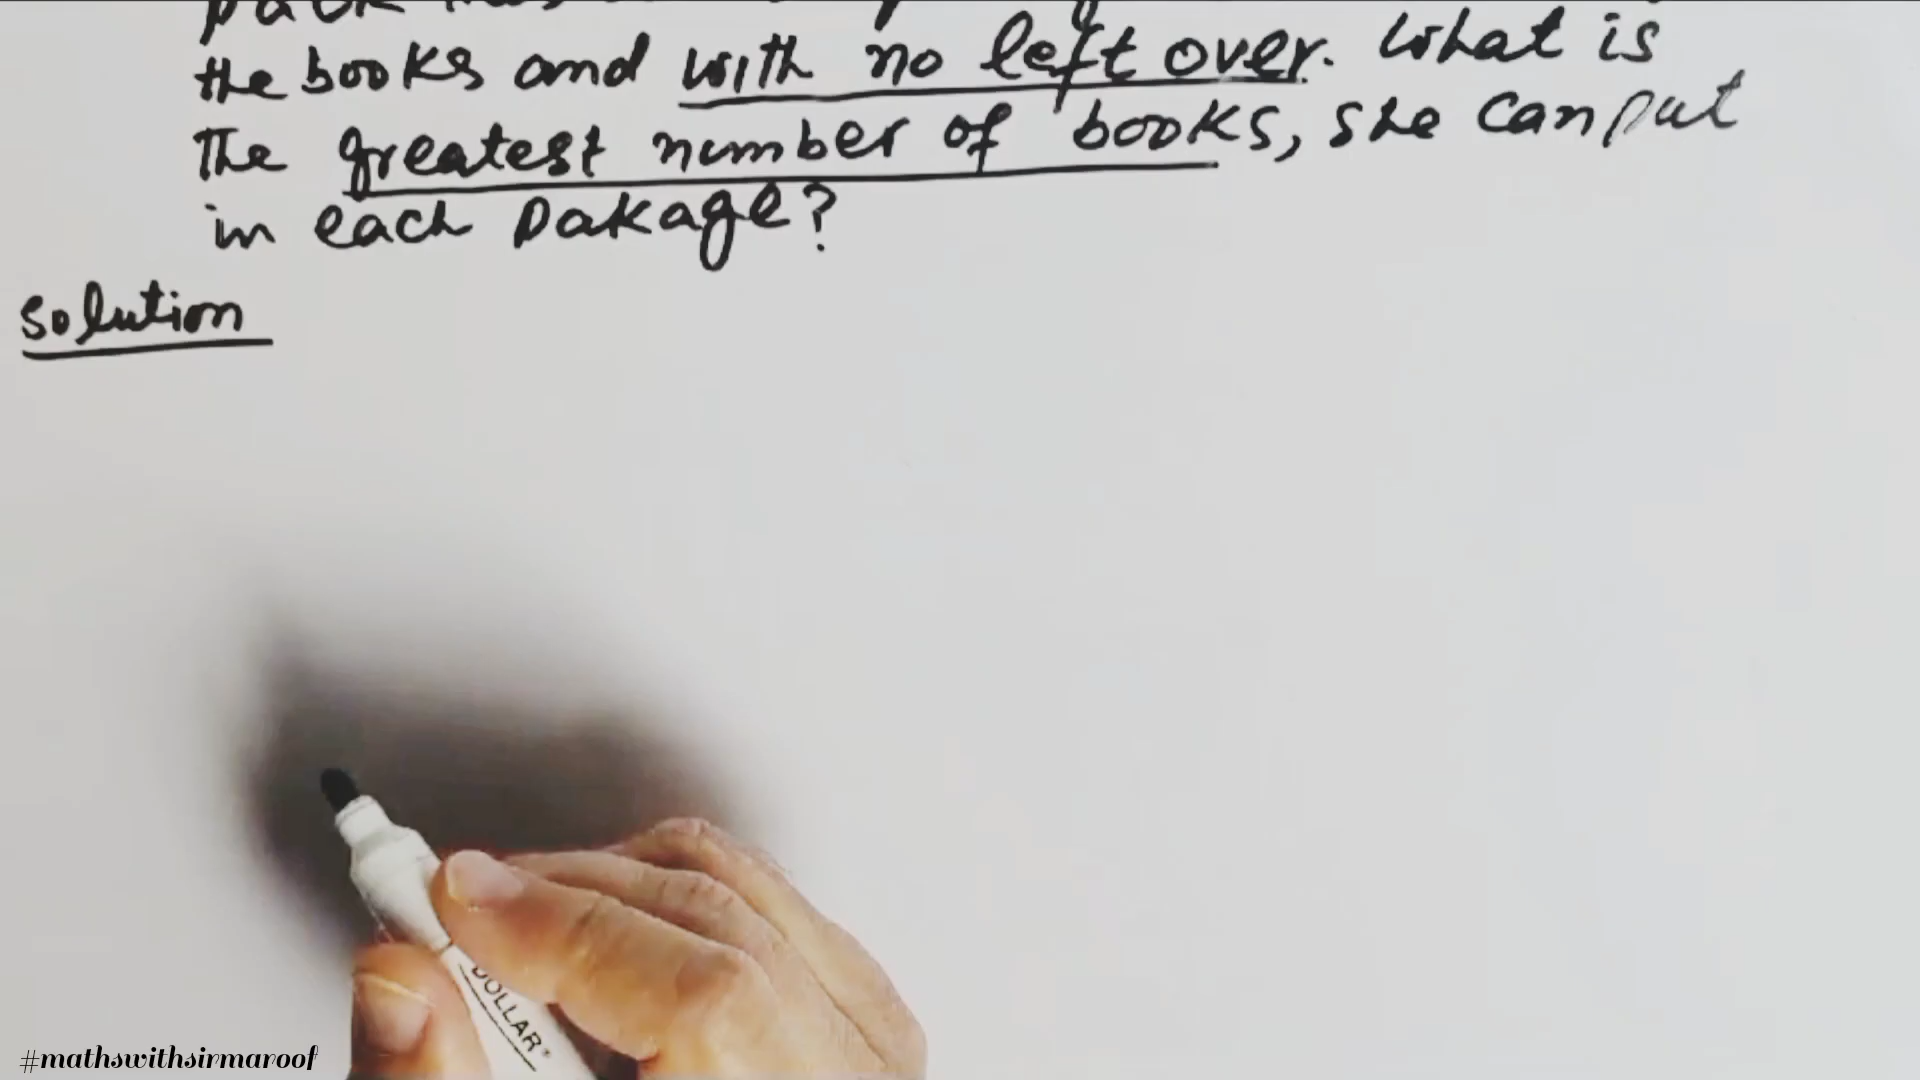 the books and with no left over. What is
The greatest number of books, she can put
in each Pakage?
Solution
DOLLAR
#mathswithsirmaroof